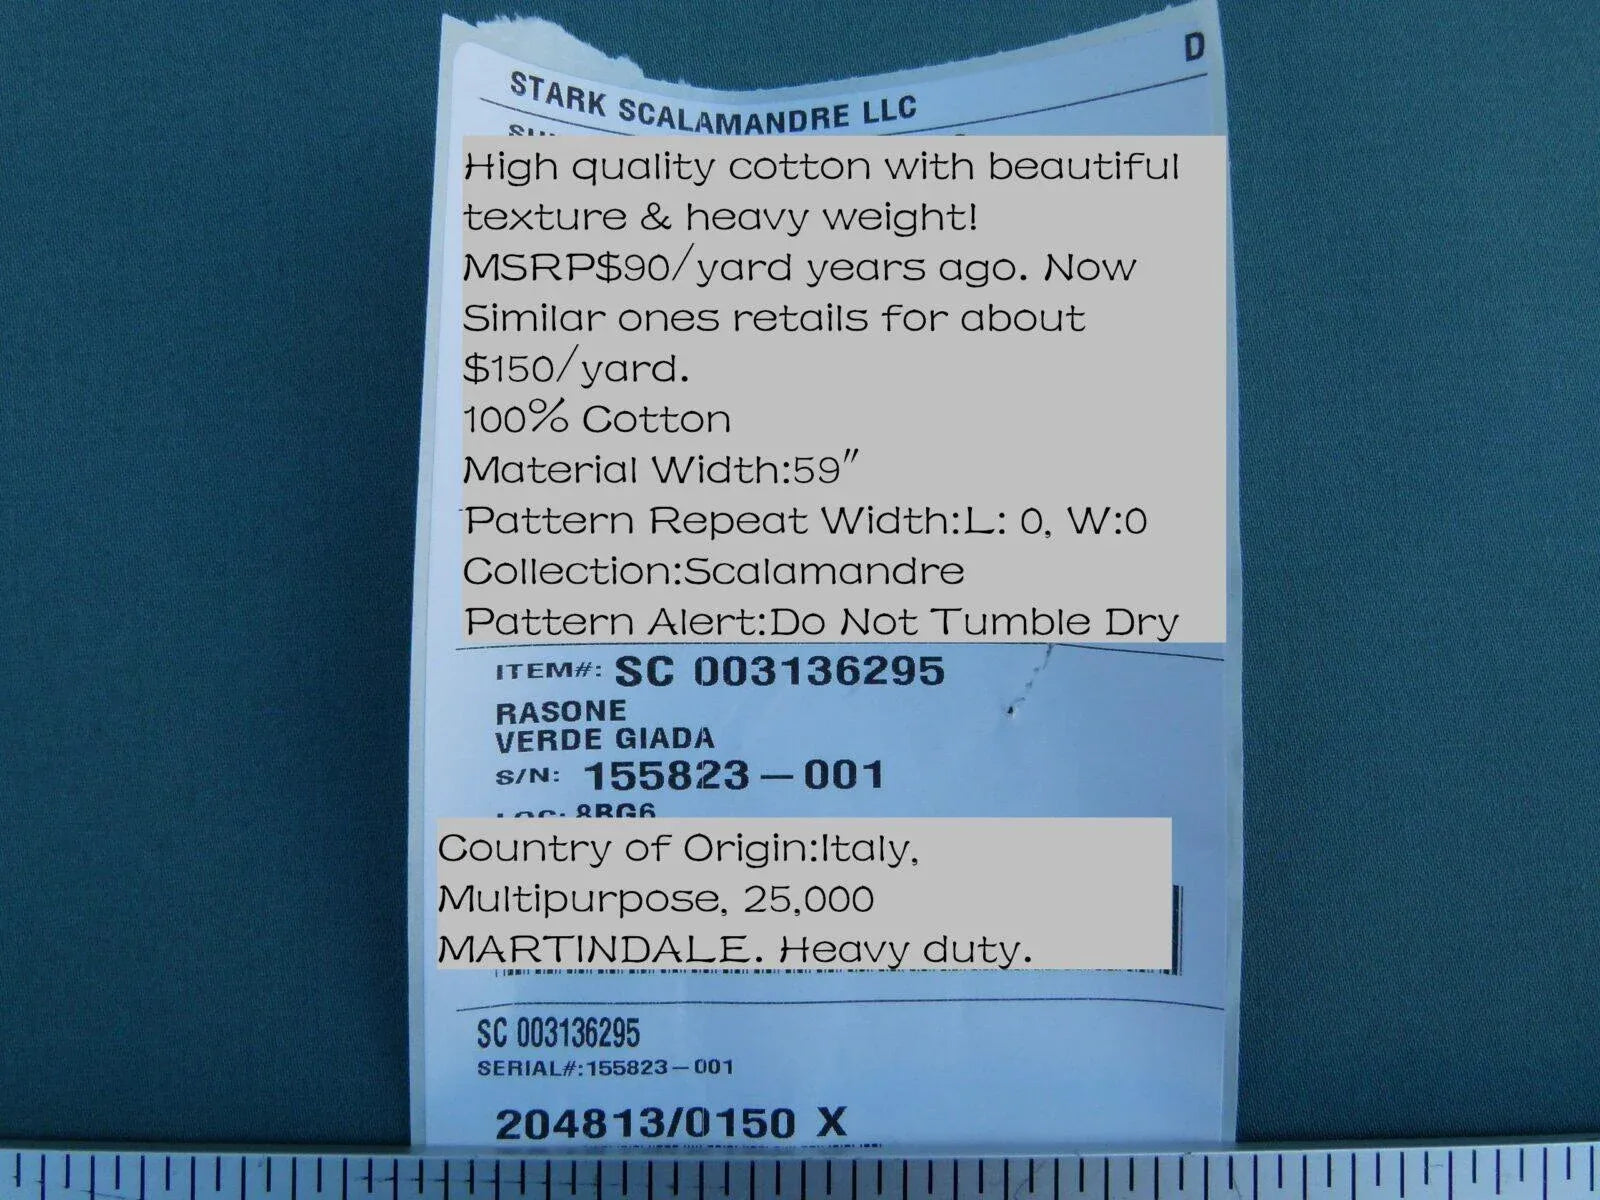 D
STARK SCALAMANDRE LLC
High quality cotton with beautiful
texture & heavy weight!
MSRP$90/yard years ago. Now
Similar ones retails for about
$150/yard.
100% Cotton
Material Width:59"
Pattern Repeat Width:L: 0, W:0
Collection:Scalamandre
Pattern Alert:Do Not Tumble Dry
ITEM#: SC 003136295
RASONE
VERDE GIADA
S/N: 155823-001
LOC: 8BG6
Country of Origin:Italy,
Multipurpose, 25,000
MARTINDALE. Heavy duty.
SC 003136295
SERIAL#:155823-001
204813/0150 X